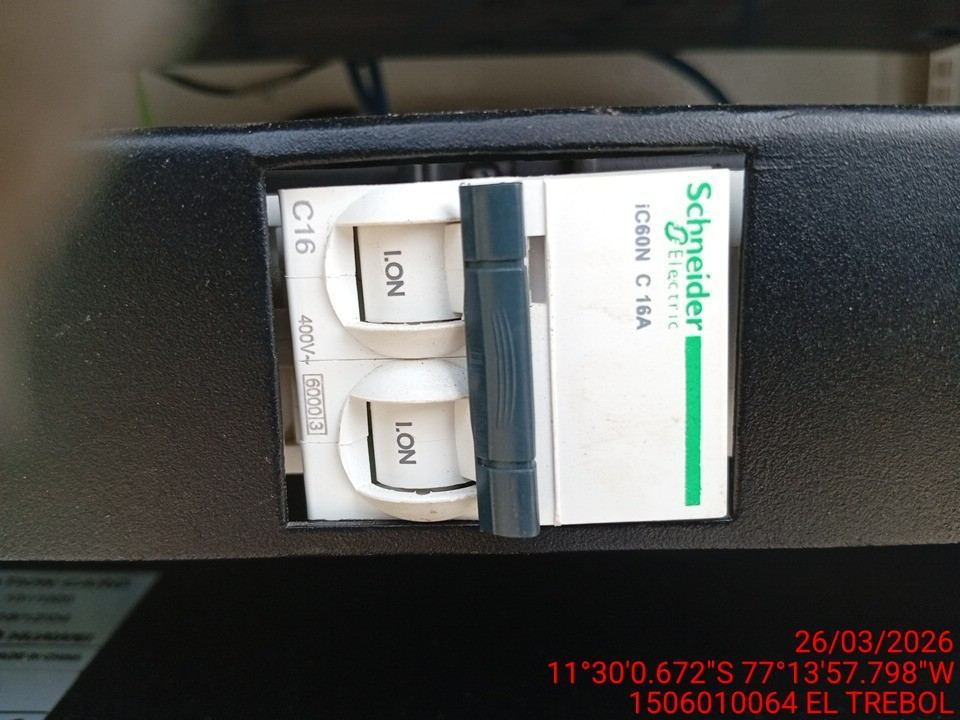 Schneider
Electric
iC60N C 16A
I.ON
I.ON
C16
400V~
6000 3
26/03/2026
11°30'0.672"S 77°13'57.798"W
1506010064 EL TREBOL